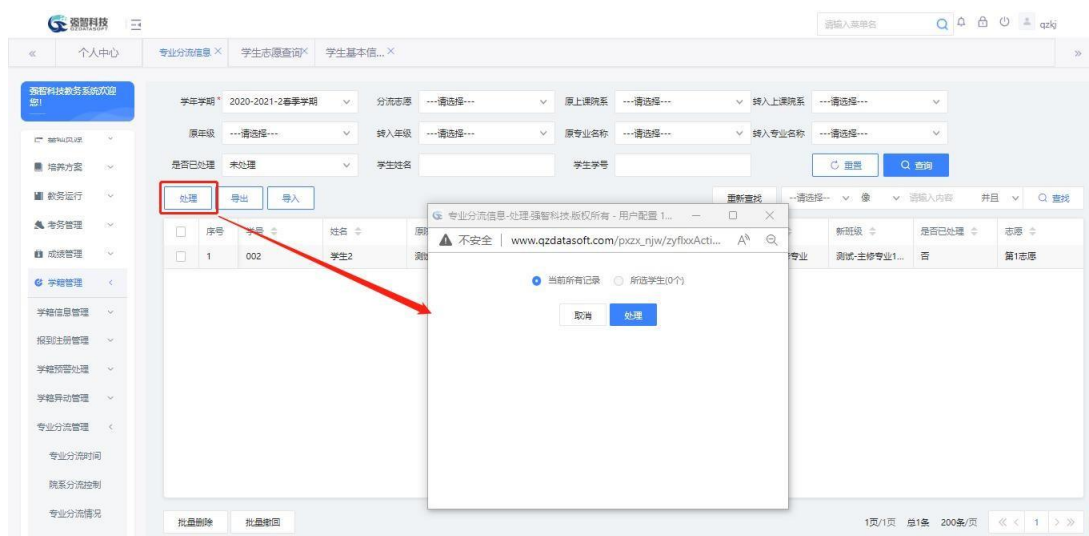 强智科技
QZDATASOFT
请输入菜单名
qzkj
个人中心
专业分流信息
学生志愿查询
学生基本信...
强智科技教务系统欢迎
您!
培养方案
教务运行
考务管理
成绩管理
学籍管理
学籍信息管理
报到注册管理
学籍预警处理
学籍异动管理
专业分流管理
专业分流时间
院系分流控制
专业分流情况
学年学期* 2020-2021-2春季学期 分流志愿 ---请选择--- 原上课院系 ---请选择--- 转入上课院系 ---请选择---
原年级 ---请选择--- 转入年级 ---请选择--- 原专业名称 ---请选择--- 转入专业名称 ---请选择---
是否已处理 未处理 学生姓名 学生学号 重置 查询
处理 导出 导入 重新查找 --请选择-- 像 请输入内容 并且 查找
序号 学号 姓名 新班级 是否已处理 志愿
1 002 学生2 专业 测试-主修专业1... 否 第1志愿
专业分流信息-处理-强智科技-版权所有 - 用户配置 1...
不安全 www.qzdatasoft.com/pxzx_njw/zyflxxActi...
当前所有记录 所选学生(0个)
取消 处理
批量删除 批量撤回 1页/1页 总1条 200条/页 1